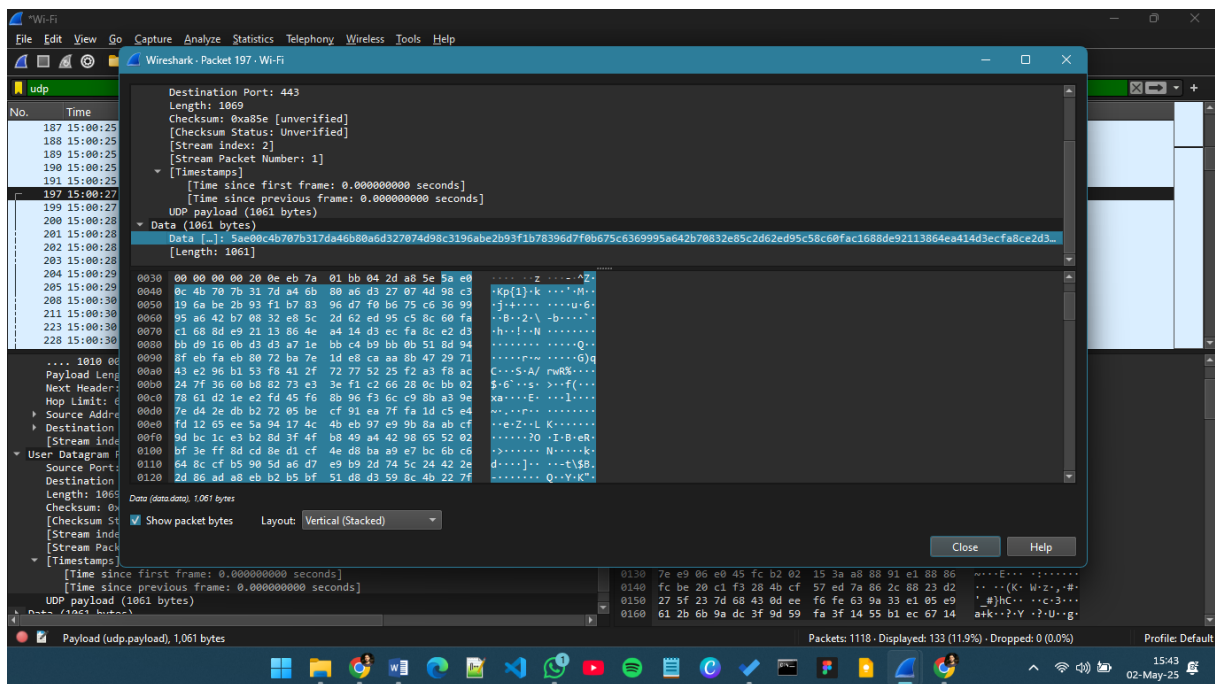 *Wi-Fi
File Edit View Go Capture Analyze Statistics Telephony Wireless Tools Help
udp
No. Time
187 15:00:25
188 15:00:25
189 15:00:25
190 15:00:25
191 15:00:25
197 15:00:27
199 15:00:27
200 15:00:28
201 15:00:28
202 15:00:28
203 15:00:28
204 15:00:29
205 15:00:29
208 15:00:30
211 15:00:30
223 15:00:30
228 15:00:30
.... 1010 00
Payload Leng
Next Header:
Hop Limit: 6
Source Addre
Destination
[Stream inde
User Datagram P
Source Port:
Destination
Length: 1069
Checksum: 0x
[Checksum St
[Stream inde
[Stream Pack
[Timestamps]
[Time since first frame: 0.000000000 seconds]
[Time since previous frame: 0.000000000 seconds]
UDP payload (1061 bytes)
Data (1061 bytes)
Wireshark · Packet 197 · Wi-Fi
Destination Port: 443
Length: 1069
Checksum: 0xa85e [unverified]
[Checksum Status: Unverified]
[Stream index: 2]
[Stream Packet Number: 1]
[Timestamps]
[Time since first frame: 0.000000000 seconds]
[Time since previous frame: 0.000000000 seconds]
UDP payload (1061 bytes)
Data (1061 bytes)
Data […]: 5ae00c4b707b317da46b80a6d327074d98c3196abe2b93f1b78396d7f0b675c6369995a642b70832e85c2d62ed95c58c60fac1688de92113864ea414d3ecfa8ce2d3…
[Length: 1061]
0030 00 00 00 00 20 0e eb 7a 01 bb 04 2d a8 5e 5a e0 ···· ··z ···-·^Z·
0040 0c 4b 70 7b 31 7d a4 6b 80 a6 d3 27 07 4d 98 c3 ·Kp{1}·k ···'·M··
0050 19 6a be 2b 93 f1 b7 83 96 d7 f0 b6 75 c6 36 99 ·j·+···· ····u·6·
0060 95 a6 42 b7 08 32 e8 5c 2d 62 ed 95 c5 8c 60 fa ··B··2·\ -b····`·
0070 c1 68 8d e9 21 13 86 4e a4 14 d3 ec fa 8c e2 d3 ·h··!··N ········
0080 bb d9 16 0b d3 d3 a7 1e bb c4 b9 bb 0b 51 8d 94 ········ ·····Q··
0090 8f eb fa eb 80 72 ba 7e 1d e8 ca aa 8b 47 29 71 ·····r·~ ·····G)q
00a0 43 e2 96 b1 53 f8 41 2f 72 77 52 25 f2 a3 f8 ac C···S·A/ rwR%····
00b0 24 7f 36 60 b8 82 73 e3 3e f1 c2 66 28 0c bb 02 $·6`··s· >··f(···
00c0 78 61 d2 1e e2 fd 45 f6 8b 96 f3 6c c9 8b a3 9e xa····E· ···l····
00d0 7e d4 2e db b2 72 05 be cf 91 ea 7f fa 1d c5 e4 ~·.··r·· ········
00e0 fd 12 65 ee 5a 94 17 4c 4b eb 97 e9 9b 8a ab cf ··e·Z··L K·······
00f0 9d bc 1c e3 b2 8d 3f 4f b8 49 a4 42 98 65 52 02 ······?O ·I·B·eR·
0100 bf 3e ff 8d cd 8e d1 cf 4e d8 ba a9 e7 bc 6b c6 ·>······ N·····k·
0110 64 8c cf b5 90 5d a6 d7 e9 b9 2d 74 5c 24 42 2e d····]·· ··-t\$B.
0120 2d 86 ad a8 eb b2 b5 bf 51 d8 d3 59 8c 4b 22 7f -······· Q··Y·K"·
Data (data.data), 1,061 bytes
Show packet bytes Layout: Vertical (Stacked)
Close Help
0130 7e e9 06 e0 45 fc b2 02 15 3a a8 88 91 e1 88 86 ~···E··· ·:······
0140 fc be 20 c1 f3 28 4b cf 57 ed 7a 86 2c 88 23 d2 ·· ··(K· W·z·,·#·
0150 27 5f 23 7d 68 43 0d ee f6 fe 63 9a 33 e1 05 e9 '_#}hC·· ··c·3···
0160 61 2b 6b 9a dc 3f 9d 59 fa 3f 14 55 b1 ec 67 14 a+k··?·Y ·?·U··g·
Payload (udp.payload), 1,061 bytes
Packets: 1118 · Displayed: 133 (11.9%) · Dropped: 0 (0.0%)
Profile: Default
1
15:43
02-May-25